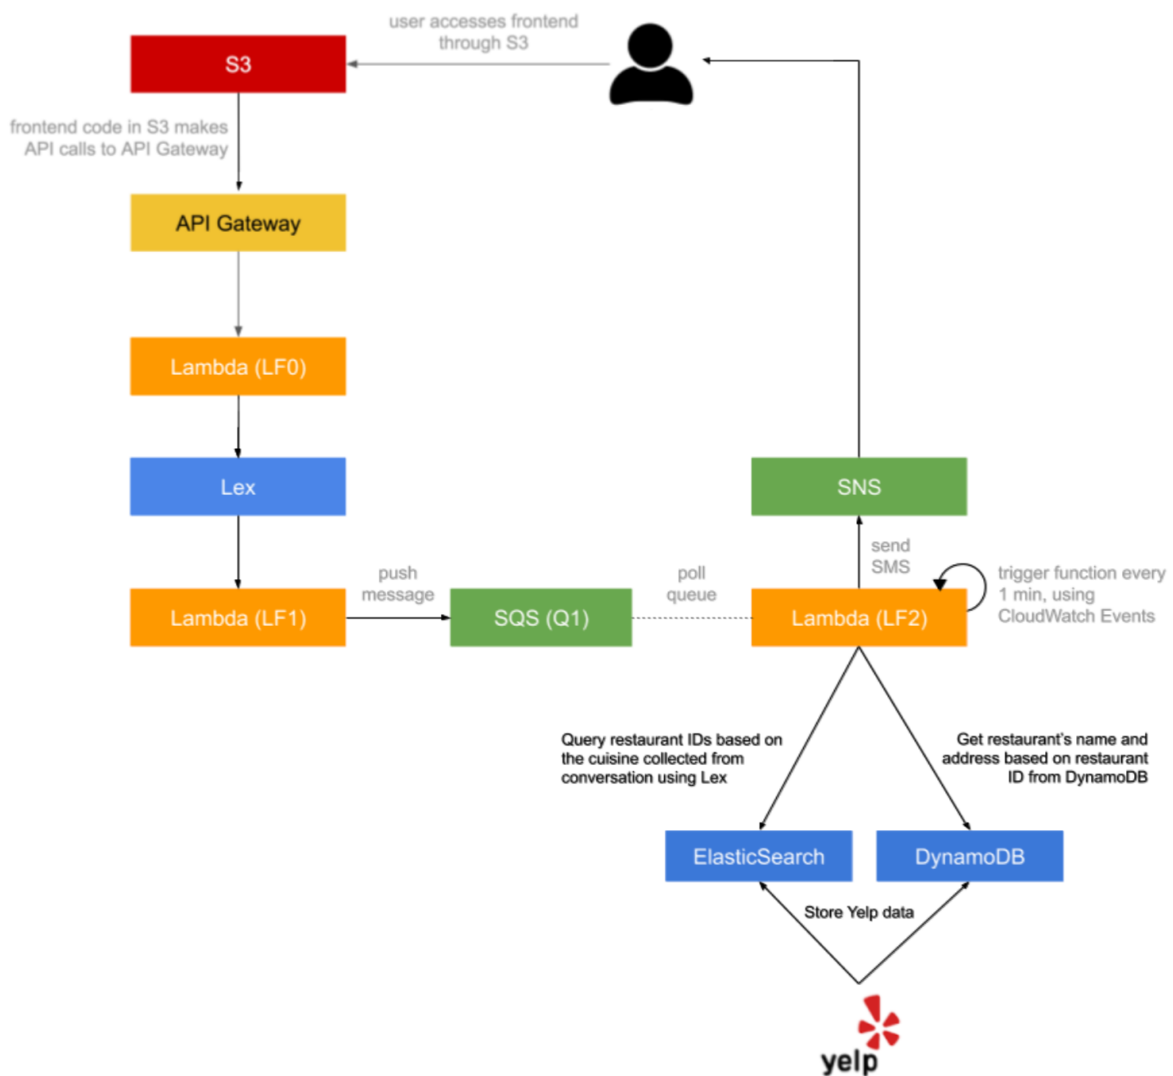 user accesses frontend
through S3
S3
frontend code in S3 makes
API calls to API Gateway
API Gateway
Lambda (LF0)
Lex
SNS
send
SMS
push
message
poll
queue
trigger function every
1 min, using
CloudWatch Events
Lambda (LF1)
SQS (Q1)
Lambda (LF2)
Query restaurant IDs based on
the cuisine collected from
conversation using Lex
Get restaurant's name and
address based on restaurant
ID from DynamoDB
ElasticSearch
DynamoDB
Store Yelp data
yelp